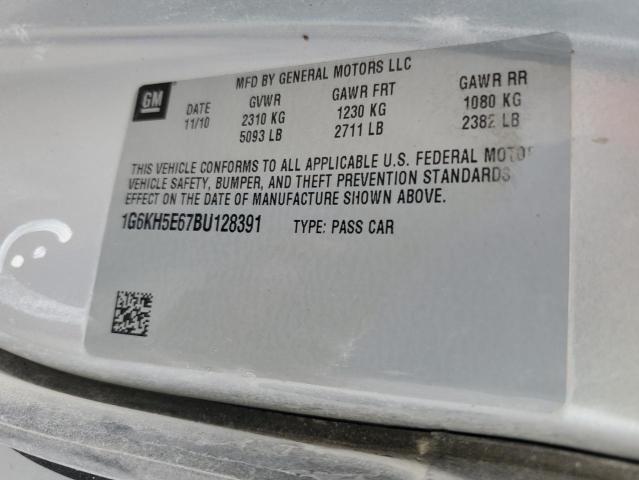 MFD BY GENERAL MOTORS LLC
GM
DATE GVWR GAWR FRT GAWR RR
11/10 2310 KG 1230 KG 1080 KG
5093 LB 2711 LB 2382 LB
THIS VEHICLE CONFORMS TO ALL APPLICABLE U.S. FEDERAL MOTOR
VEHICLE SAFETY, BUMPER, AND THEFT PREVENTION STANDARDS
EFFECT ON THE DATE OF MANUFACTURE SHOWN ABOVE.
1G6KH5E67BU128391 TYPE: PASS CAR